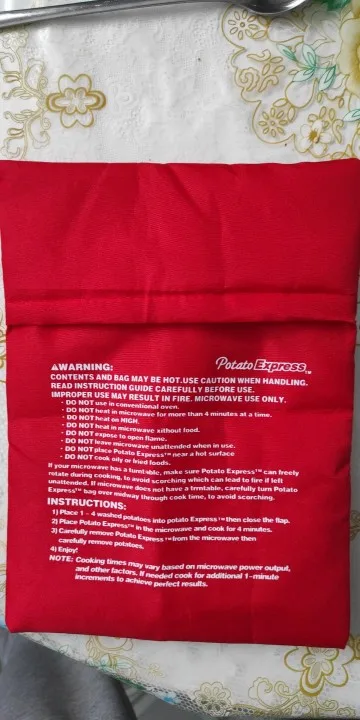 Potato Express™
⚠WARNING:
CONTENTS AND BAG MAY BE HOT.USE CAUTION WHEN HANDLING.
READ INSTRUCTION GUIDE CAREFULLY BEFORE USE.
IMPROPER USE MAY RESULT IN FIRE. MICROWAVE USE ONLY.
- DO NOT use in conventional oven.
- DO NOT heat in microwave for more than 4 minutes at a time.
- DO NOT heat on HIGH.
- DO NOT heat in microwave xithout food.
- DO NOT expose to open flame.
- DO NOT leave microwave unattended when in use.
- DO NOT place Potato Express™ near a hot surface
- DO NOT cook oily or fried foods.
If your microwave has a turntable, make sure Potato Express™ can freely
rotate during cooking, to avoid scorching which can lead to fire if left
unattended. If microwave does not have a trntable, carefully turn Potato
Express™ bag over midway through cook time, to avoid scorching.
INSTRUCTIONS:
1) Place 1 - 4 washed potatoes into potato Express™ then close the flap.
2) Place Potato Express™ in the microwave and cook for 4 minutes.
3) Carefully remove Potato Express™ from the microwave then
carefully remove potatoes.
4) Enjoy!
NOTE: Cooking times may vary based on microwave power output,
and other factors. If needed cook for additional 1-minute
increments to achieve perfect results.